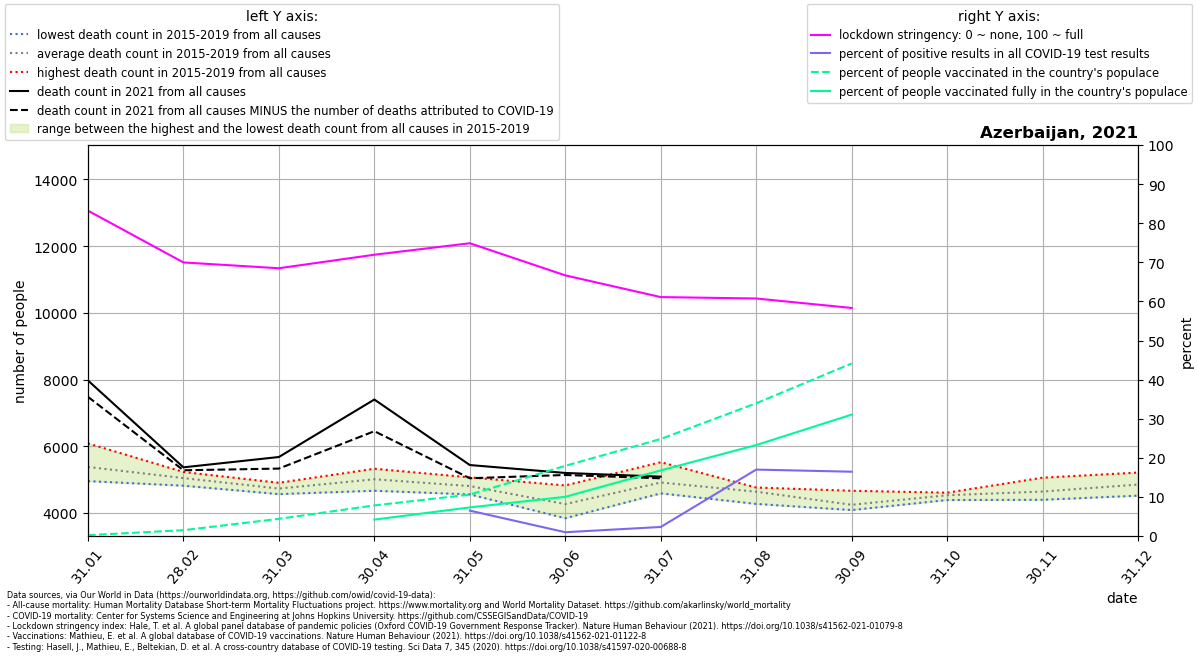 left Y axis:
lowest death count in 2015-2019 from all causes
average death count in 2015-2019 from all causes
highest death count in 2015-2019 from all causes
death count in 2021 from all causes
death count in 2021 from all causes MINUS the number of deaths attributed to COVID-19
range between the highest and the lowest death count from all causes in 2015-2019
right Y axis:
lockdown stringency: 0 ~ none, 100 ~ full
percent of positive results in all COVID-19 test results
percent of people vaccinated in the country's populace
percent of people vaccinated fully in the country's populace
Azerbaijan, 2021
14000
12000
10000
8000
6000
4000
number of people
100
90
80
70
60
50
40
30
20
10
0
percent
31.01
28.02
31.03
30.04
31.05
30.06
31.07
31.08
30.09
31.10
30.11
31.12
date
Data sources, via Our World in Data (https://ourworldindata.org, https://github.com/owid/covid-19-data):
- All-cause mortality: Human Mortality Database Short-term Mortality Fluctuations project. https://www.mortality.org and World Mortality Dataset. https://github.com/akarlinsky/world_mortality
- COVID-19 mortality: Center for Systems Science and Engineering at Johns Hopkins University. https://github.com/CSSEGISandData/COVID-19
- Lockdown stringency index: Hale, T. et al. A global panel database of pandemic policies (Oxford COVID-19 Government Response Tracker). Nature Human Behaviour (2021). https://doi.org/10.1038/s41562-021-01079-8
- Vaccinations: Mathieu, E. et al. A global database of COVID-19 vaccinations. Nature Human Behaviour (2021). https://doi.org/10.1038/s41562-021-01122-8
- Testing: Hasell, J., Mathieu, E., Beltekian, D. et al. A cross-country database of COVID-19 testing. Sci Data 7, 345 (2020). https://doi.org/10.1038/s41597-020-00688-8